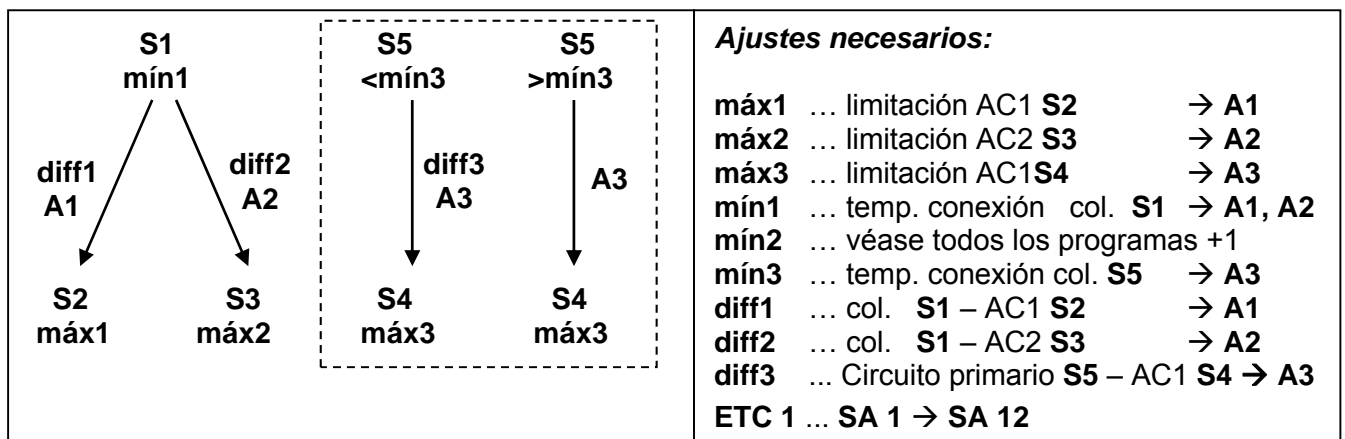 S1 S5 S5
mín1 <mín3 >mín3
diff1 diff2 diff3 A3
A1 A2 A3
S2 S3 S4 S4
máx1 máx2 máx3 máx3
Ajustes necesarios:
máx1 … limitación AC1 S2 → A1
máx2 … limitación AC2 S3 → A2
máx3 … limitación AC1S4 → A3
mín1 … temp. conexión col. S1 → A1, A2
mín2 … véase todos los programas +1
mín3 … temp. conexión col. S5 → A3
diff1 … col. S1 – AC1 S2 → A1
diff2 … col. S1 – AC2 S3 → A2
diff3 ... Circuito primario S5 – AC1 S4 → A3
ETC 1 ... SA 1 → SA 12